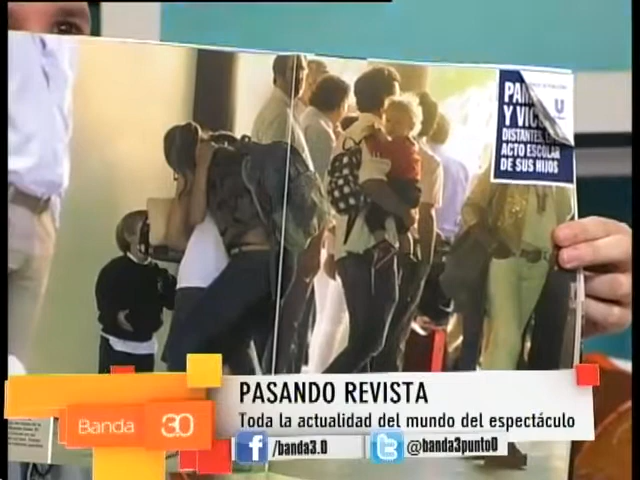 Y VIC
DISTANTES,
ACTO ESCOLAR
DE SUS HIJOS
PASANDO REVISTA
Toda la actualidad del mundo del espectáculo
Banda 3.0
f /banda3.0 @banda3punto0